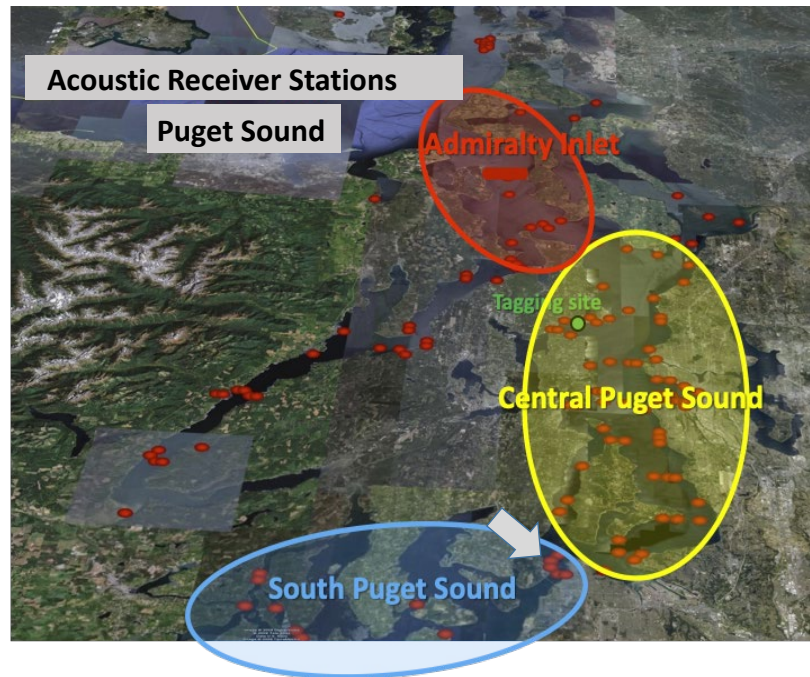 Acoustic Receiver Stations
Puget Sound
Admiralty Inlet
Tagging site
Central Puget Sound
South Puget Sound